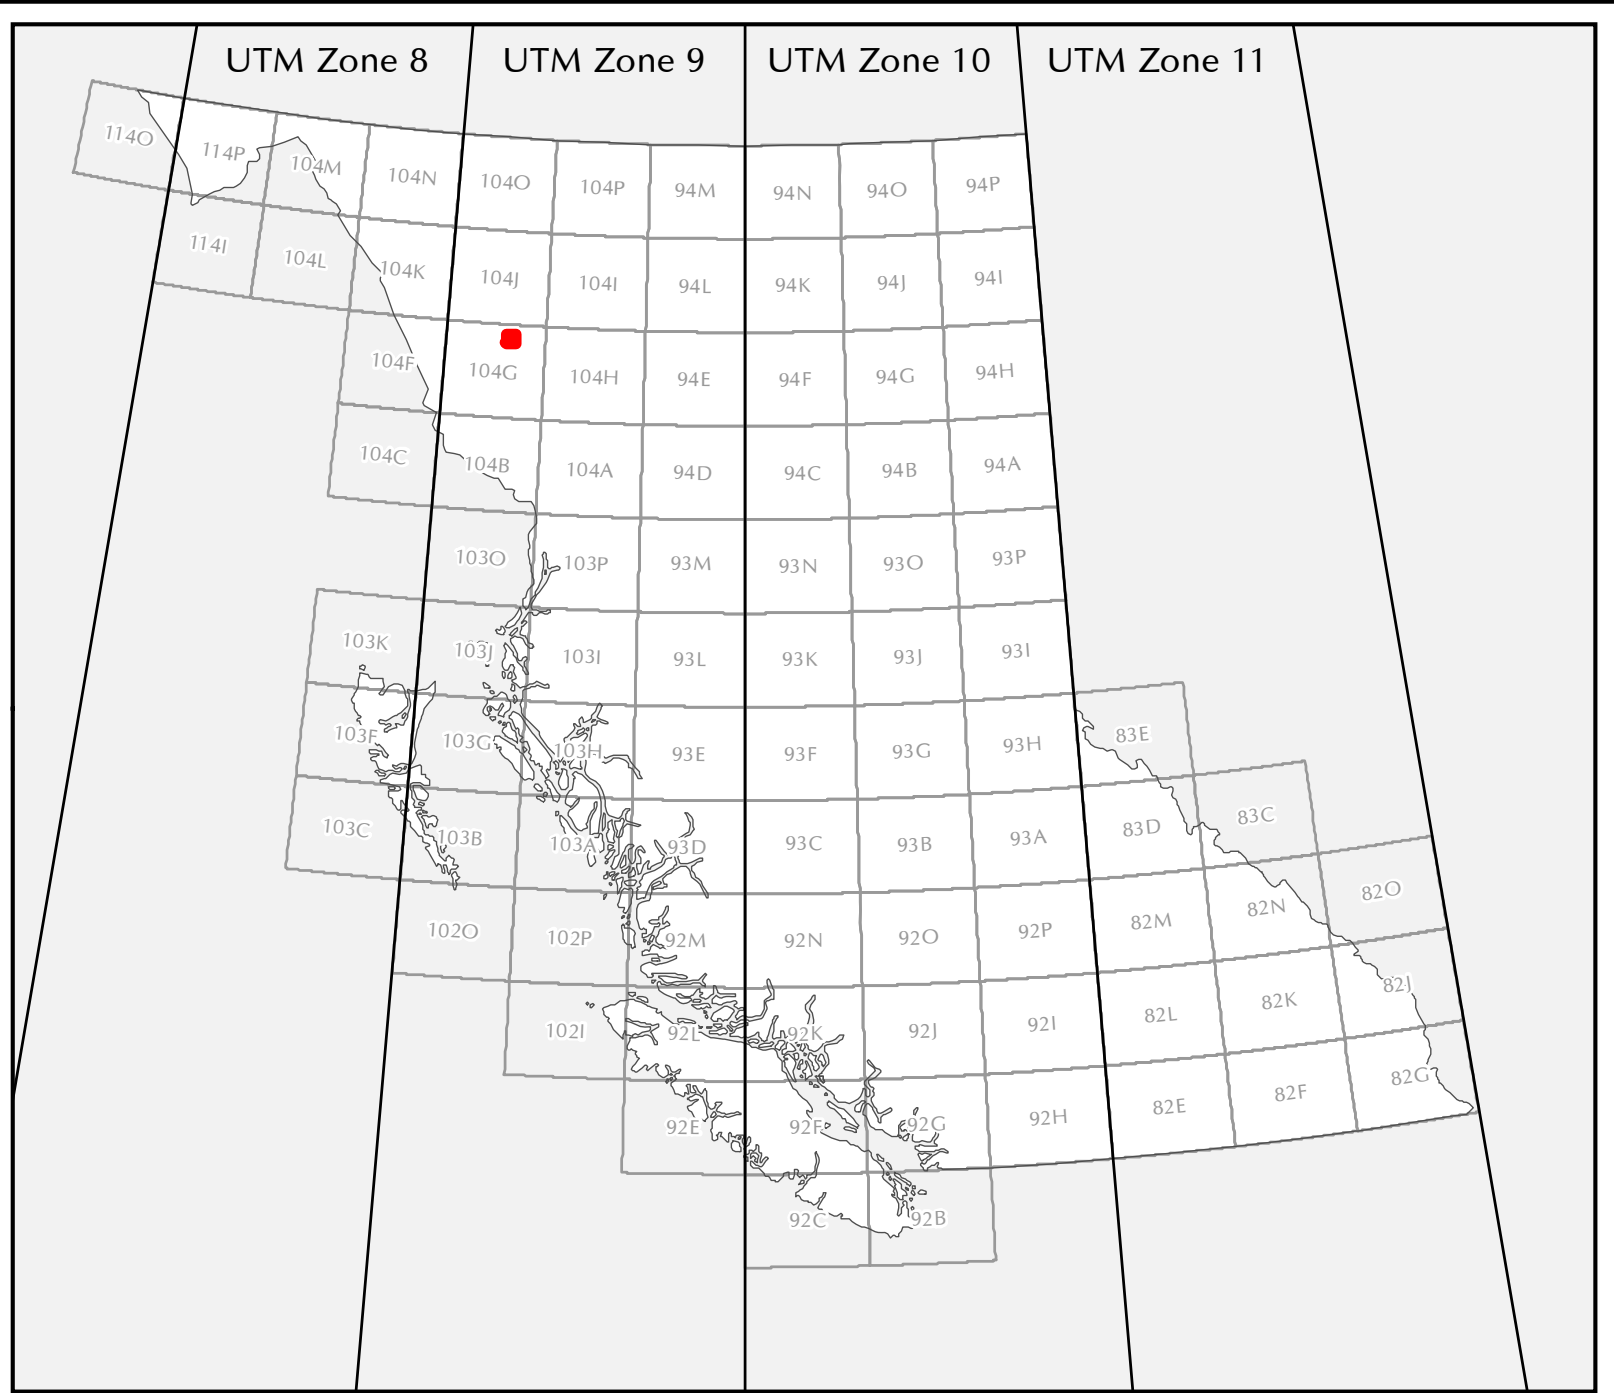 UTM Zone 8 UTM Zone 9 UTM Zone 10 UTM Zone 11
114O 114P 104M 104N 104O 104P 94M 94N 94O 94P
114I 104L 104K 104J 104I 94L 94K 94J 94I
104F 104G 104H 94E 94F 94G 94H
104C 104B 104A 94D 94C 94B 94A
103O 103P 93M 93N 93O 93P
103K 103J 103I 93L 93K 93J 93I
103F 103G 103H 93E 93F 93G 93H 83E
103C 103B 103A 93D 93C 93B 93A 83D 83C
102O 102P 92M 92N 92O 92P 82M 82N 82O
102I 92L 92K 92J 92I 82L 82K 82J
92E 92F 92G 92H 82E 82F 82G
92C 92B